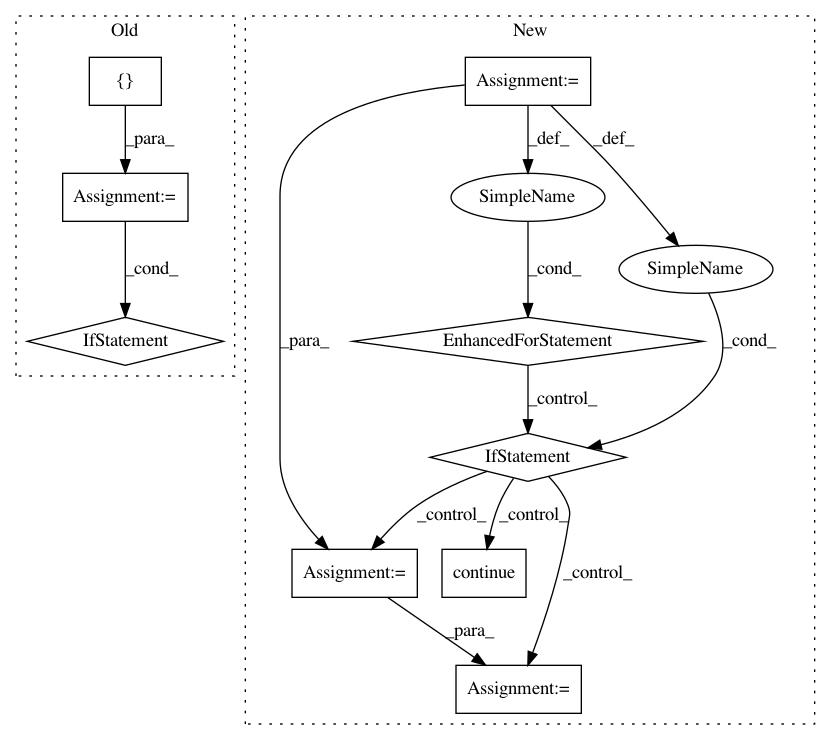 Old
New
{}
Assignment:=
_para_
_def_
_def_
Assignment:=
SimpleName
SimpleName
_cond_
_cond_
IfStatement
_para_
EnhancedForStatement
_cond_
_control_
IfStatement
_control_
_control_
_control_
Assignment:=
continue
_para_
Assignment:=